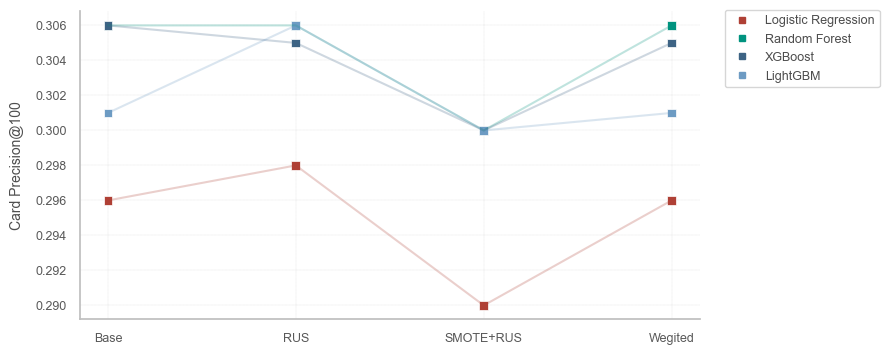 Card Precision@100
0.306
0.304
0.302
0.300
0.298
0.296
0.294
0.292
0.290
Base
RUS
SMOTE+RUS
Wegited
Logistic Regression
Random Forest
XGBoost
LightGBM